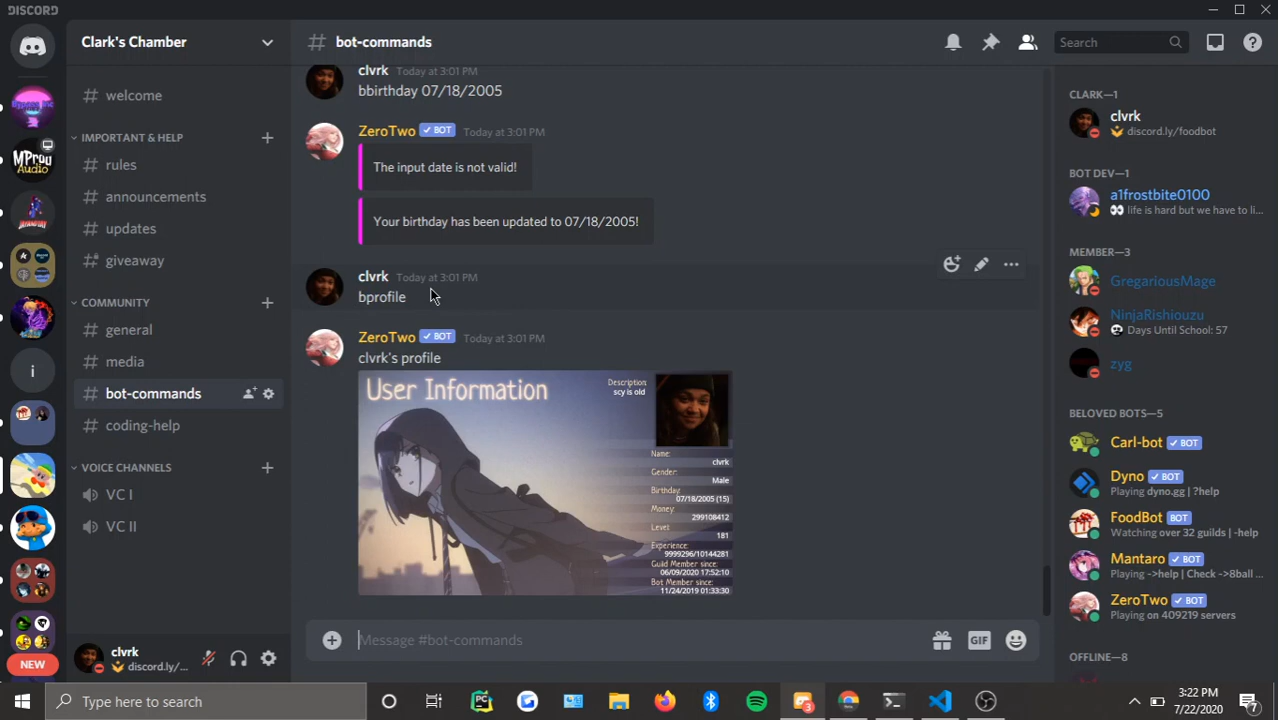 DISCORD
Clark's Chamber
# bot-commands
Search
# welcome
IMPORTANT & HELP
# rules
# announcements
# updates
# giveaway
COMMUNITY
# general
# media
# bot-commands
# coding-help
VOICE CHANNELS
VC I
VC II
clvrk
discord.ly/...
NEW
MProu
Audio
i
clvrk Today at 3:01 PM
bbirthday 07/18/2005
ZeroTwo BOT Today at 3:01 PM
The input date is not valid!
Your birthday has been updated to 07/18/2005!
clvrk Today at 3:01 PM
bprofile
ZeroTwo BOT Today at 3:01 PM
clvrk's profile
User Information
Description:
scy is old
Name:
clvrk
Gender:
Male
Birthday:
07/18/2005 (15)
Money:
299108412
Level:
181
Experience:
9999296/10144281
Guild Member since:
06/09/2020 17:52:10
Bot Member since:
11/24/2019 01:33:30
Message #bot-commands
GIF
CLARK—1
clvrk
discord.ly/foodbot
BOT DEV—1
a1frostbite0100
life is hard but we have to li...
MEMBER—3
GregariousMage
NinjaRishiouzu
Days Until School: 57
zyg
BELOVED BOTS—5
Carl-bot BOT
Dyno BOT
Playing dyno.gg | ?help
FoodBot BOT
Watching over 32 guilds | -help
Mantaro BOT
Playing ->help | Check ->8ball ...
ZeroTwo BOT
Playing on 409219 servers
OFFLINE—8
Type here to search
PC
3
3:22 PM
7/22/2020
7